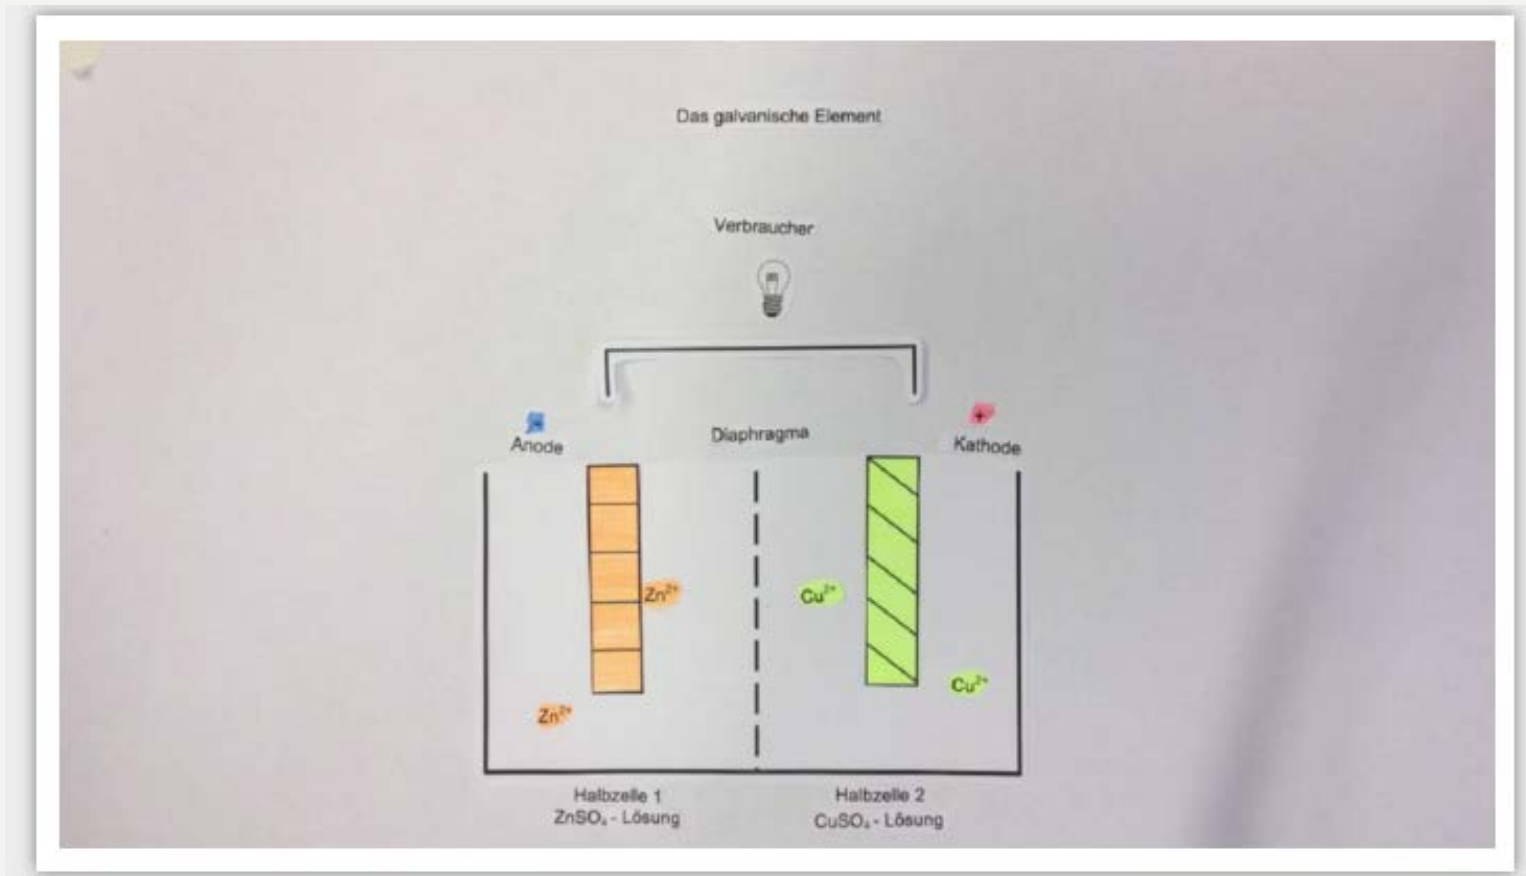 Das galvanische Element
Verbraucher
-
Anode
Diaphragma
+
Kathode
Zn²⁺
Cu²⁺
Cu²⁺
Zn²⁺
Halbzelle 1
ZnSO₄ - Lösung
Halbzelle 2
CuSO₄ - Lösung